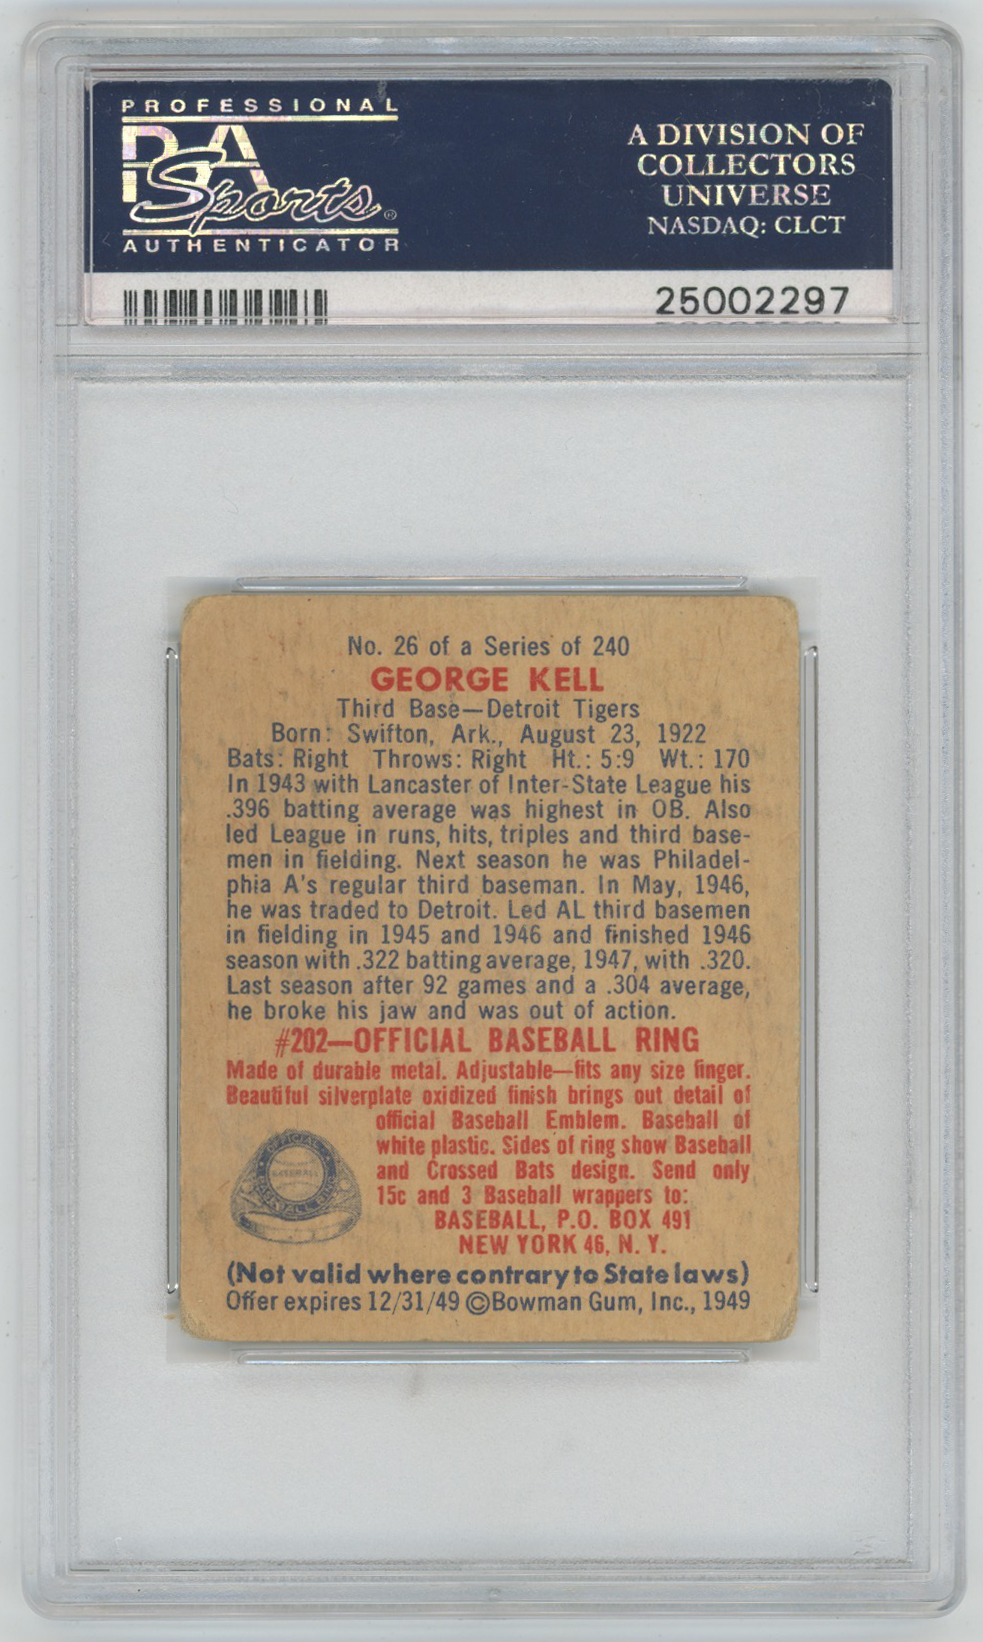 PROFESSIONAL
PSA
Sports®
AUTHENTICATOR
A DIVISION OF
COLLECTORS
UNIVERSE
NASDAQ: CLCT
25002297
No. 26 of a Series of 240
GEORGE KELL
Third Base—Detroit Tigers
Born: Swifton, Ark., August 23, 1922
Bats: Right Throws: Right Ht.: 5:9 Wt.: 170
In 1943 with Lancaster of Inter-State League his
.396 batting average was highest in OB. Also
led League in runs, hits, triples and third base-
men in fielding. Next season he was Philadel-
phia A's regular third baseman. In May, 1946,
he was traded to Detroit. Led AL third basemen
in fielding in 1945 and 1946 and finished 1946
season with .322 batting average, 1947, with .320.
Last season after 92 games and a .304 average,
he broke his jaw and was out of action.
#202—OFFICIAL BASEBALL RING
Made of durable metal. Adjustable—fits any size finger.
Beautiful silverplate oxidized finish brings out detail of
official Baseball Emblem. Baseball of
white plastic. Sides of ring show Baseball
and Crossed Bats design. Send only
15c and 3 Baseball wrappers to:
BASEBALL, P.O. BOX 491
NEW YORK 46, N. Y.
OFFICIAL
BASEBALL
BASEBALL RING
(Not valid where contrary to State laws)
Offer expires 12/31/49 ©Bowman Gum, Inc., 1949